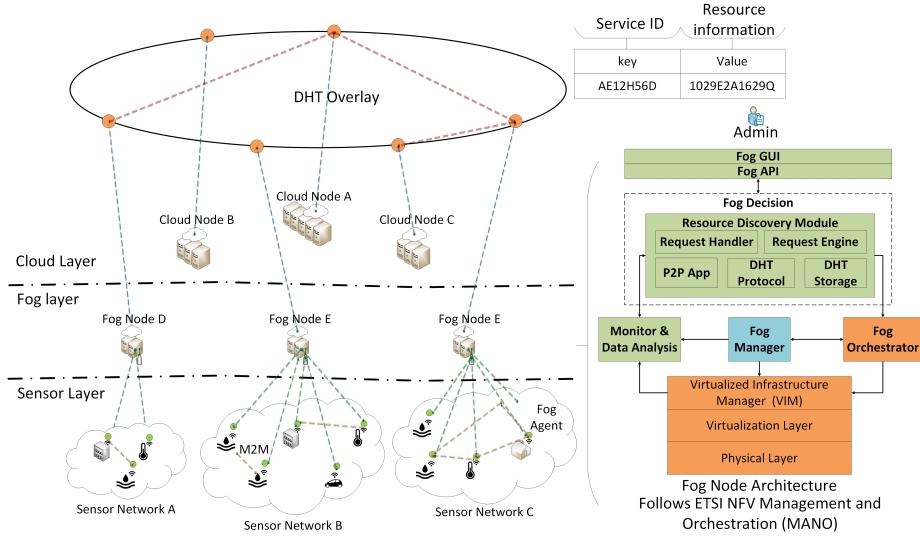 DHT Overlay
Cloud Node A
Cloud Node B
Cloud Node C
Cloud Layer
Fog layer
Fog Node D
Fog Node E
Fog Node E
Sensor Layer
Fog
Agent
M2M
Sensor Network A
Sensor Network B
Sensor Network C
Service ID
Resource
information
key
Value
AE12H56D
1029E2A1629Q
Admin
Fog GUI
Fog API
Fog Decision
Resource Discovery Module
Request Handler
Request Engine
P2P App
DHT
Protocol
DHT
Storage
Monitor &
Data Analysis
Fog
Manager
Fog
Orchestrator
Virtualized Infrastructure
Manager (VIM)
Virtualization Layer
Physical Layer
Fog Node Architecture
Follows ETSI NFV Management and
Orchestration (MANO)